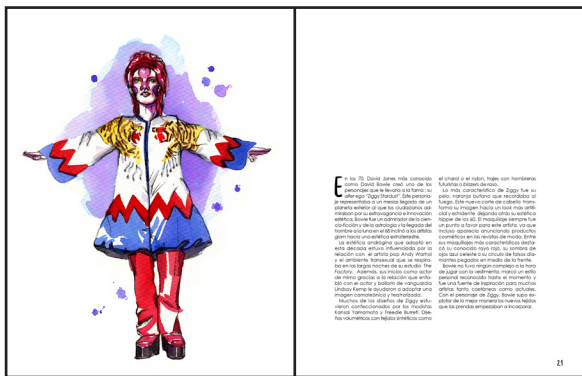 En los 70, David Jones más conocido
como David Bowie creó uno de los
personajes que le llevaría a la fama: su
alter ego "Ziggy Stardust". Este persona-
je representaba a un mesías llegado de un
planeta exterior al que los ciudadanos ad-
miraban por su extravagancia e innovación
estética. Bowie fue un admirador de la cien-
cia-ficción y de la astrología y la llegada del
hombre a la luna en el 68 inspiró a los artistas
glam hacia una estética extraterrestre.
La estética andrógina que adoptó en
esta década estuvo influenciada por la
relación con el artista pop Andy Warhol
y el ambiente transexual que se respira-
ba en las largas noches de su estudio The
Factory. Además, sus inicios como actor
de mimo gracias a la relación que enta-
bló con el actor y bailarín de vanguardia
Lindsay Kemp le ayudaron a adoptar una
imagen camaleónica y teatralizada.
Muchos de los diseños de Ziggy estu-
vieron confeccionados por los modistas
Kansai Yamamoto y Freedie Burreti. Dise-
ños volumétricos con tejidos sintéticos como
el charol o el nylon, trajes con hombreras
futuristas o blazers de raso.
Lo más característico de Ziggy fue su
pelo, naranja butano que recordaba al
fuego. Este nuevo corte de cabello trans-
formó su imagen hacia un look más artifi-
cial y estridente dejando atrás su estética
hippie de los 60. El maquillaje siempre fue
un punto a favor para este artista, ya que
incluso aparecía anunciando productos
cosméticos en las revistas de moda. Entre
sus maquillajes más característicos desta-
có su conocido rayo rojo, su sombra de
ojos azul celeste o su círculo de falsos dia-
mantes pegados en medio de la frente.
Bowie no tuvo ningún complejo a la hora
de jugar con la vestimenta, marcó un estilo
personal reconocido hasta el momento y
fue una fuente de inspiración para muchos
artistas tanto coetáneos como actuales.
Con el personaje de Ziggy, Bowie supo ex-
plotar de la mejor manera los nuevos tejidos
que las prendas empezaban a incorporar.
21